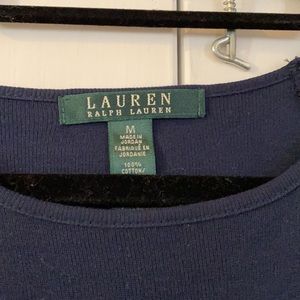 LAUREN
RALPH LAUREN
M
MADE IN
JORDAN
FABRIQUÉ EN
JORDANIE
100%
COTTON/